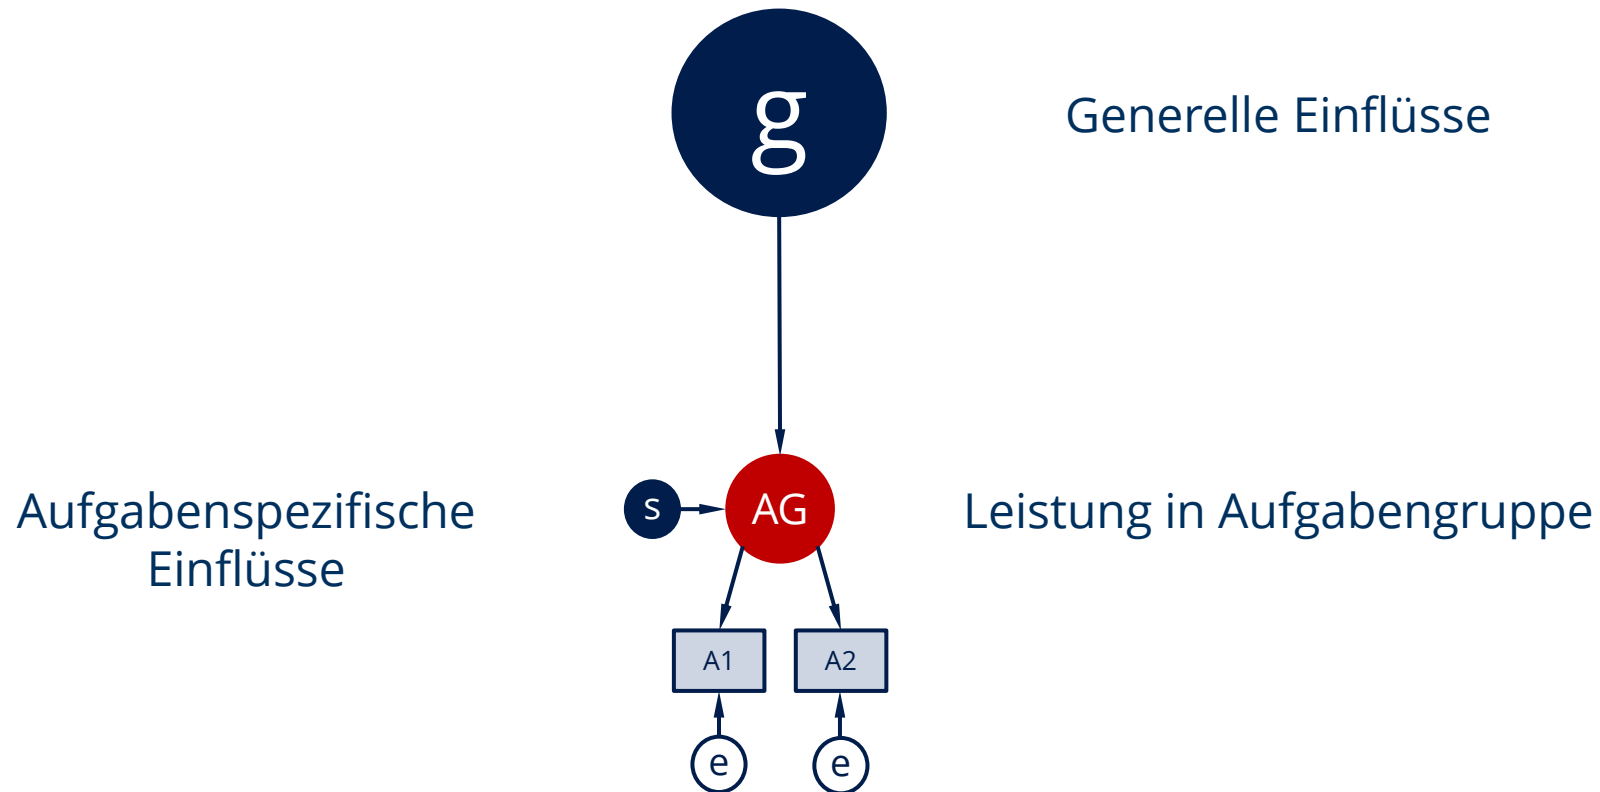 g
Generelle Einflüsse
Aufgabenspezifische
Einflüsse
s
AG
Leistung in Aufgabengruppe
A1
A2
e
e